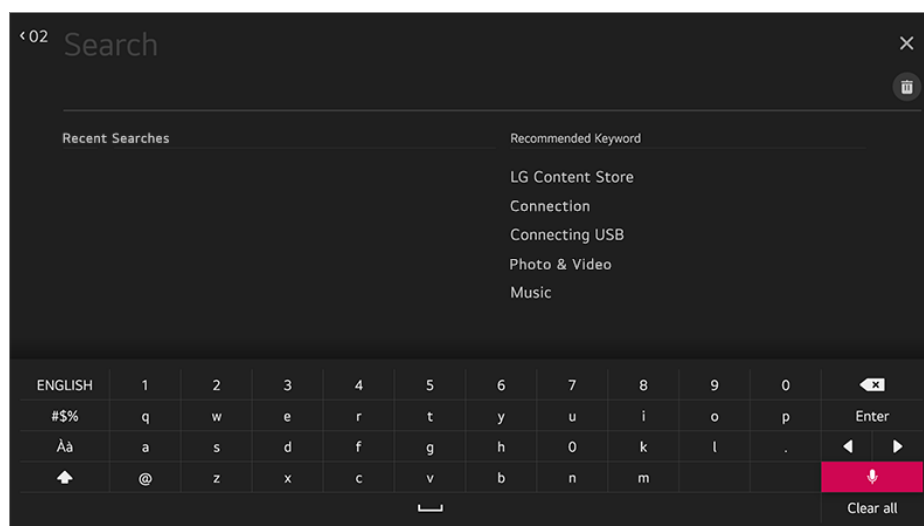 02
Search
Recent Searches
Recommended Keyword
LG Content Store
Connection
Connecting USB
Photo & Video
Music
ENGLISH 1 2 3 4 5 6 7 8 9 0
#$% q w e r t y u i o p Enter
Àà a s d f g h 0 k l .
@ z x c v b n m
Clear all